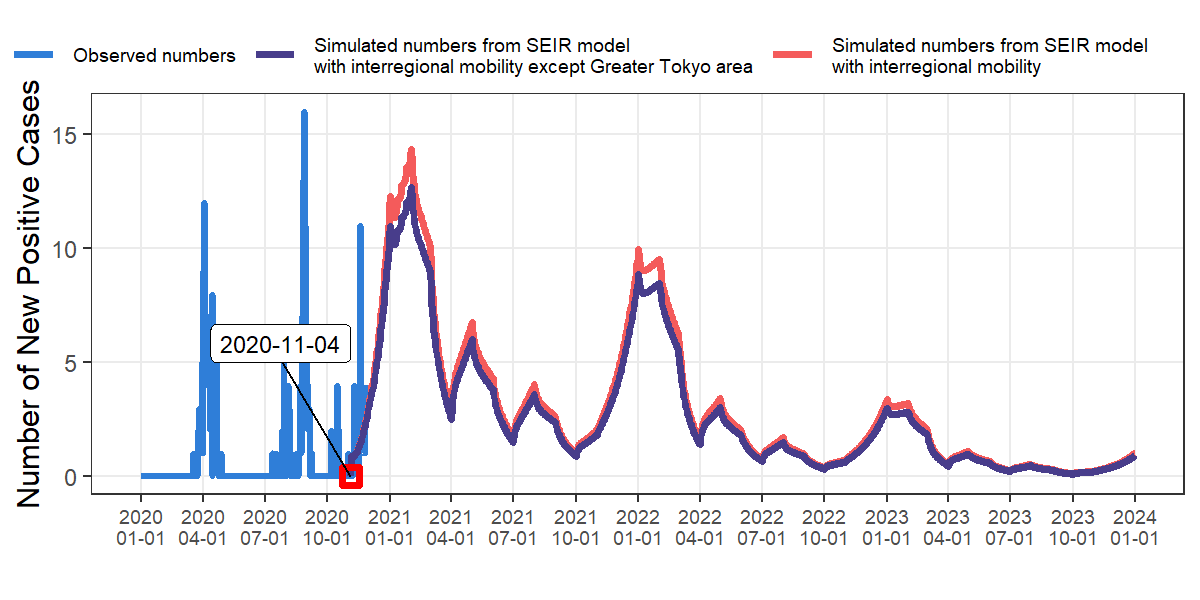 Observed numbers
Simulated numbers from SEIR model
with interregional mobility except Greater Tokyo area
Simulated numbers from SEIR model
with interregional mobility
Number of New Positive Cases
15
10
5
0
2020-11-04
2020 2020 2020 2020 2021 2021 2021 2021 2022 2022 2022 2022 2023 2023 2023 2023 2024
01-01 04-01 07-01 10-01 01-01 04-01 07-01 10-01 01-01 04-01 07-01 10-01 01-01 04-01 07-01 10-01 01-01